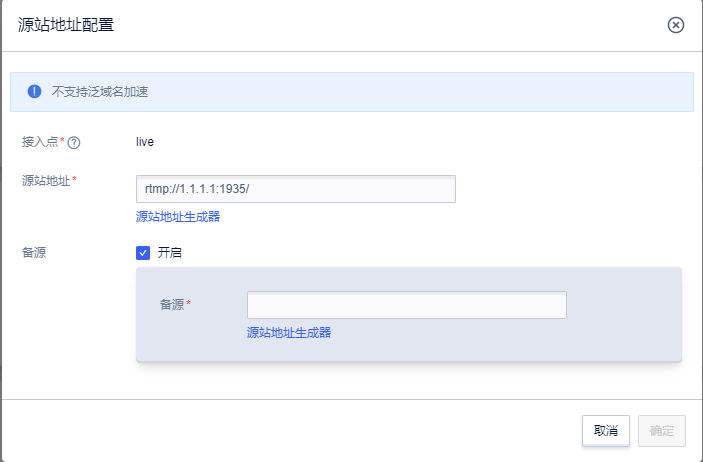 源站地址配置
不支持泛域名加速
接入点* live
源站地址* rtmp://1.1.1.1:1935/
源站地址生成器
备源 开启
备源*
源站地址生成器
取消 确定